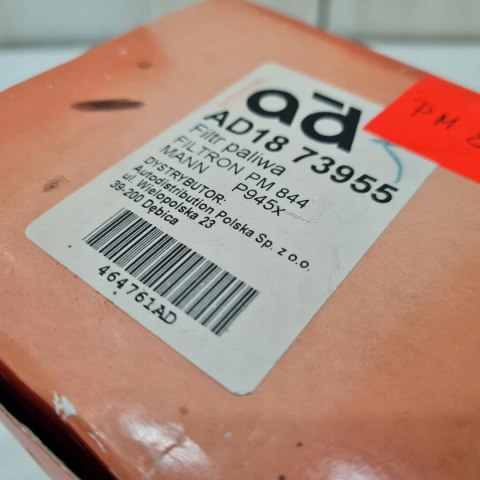 ad
AD18 73955
Filtr paliwa
FILTRON PM 844
MANN P945x
DYSTRYBUTOR:
Autodistribution Polska Sp. z o.o.
ul. Wielopolska 23
39-200 Dębica
464761AD
PM